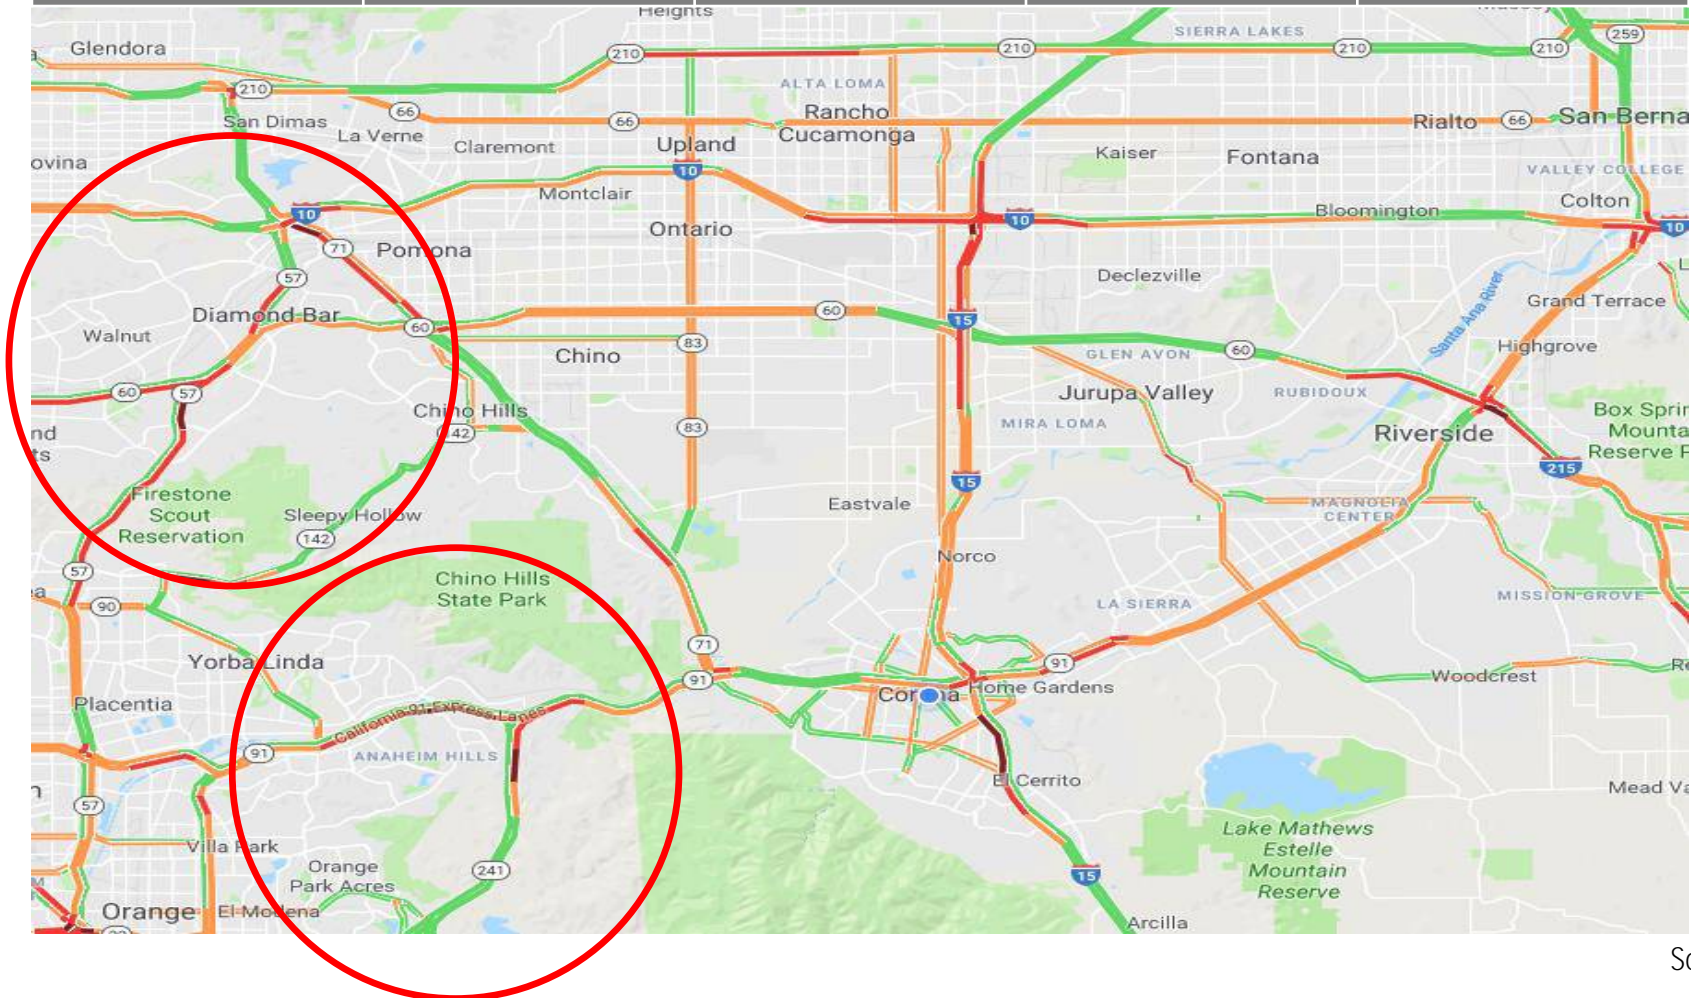 Heights
Glendora
SIERRA LAKES
210
210
210
210
259
210
ALTA LOMA
66
Rancho
Cucamonga
San Dimas
La Verne
66
Rialto
66
San Berna
Claremont
Upland
Kaiser
Fontana
ovina
10
VALLEY COLLEGE
Montclair
Colton
10
10
Bloomington
10
Ontario
71
Pomona
57
Declezville
Santa Ana River
Grand Terrace
Diamond Bar
60
15
60
Walnut
83
Highgrove
Chino
GLEN AVON
60
60
57
Jurupa Valley
RUBIDOUX
Chino Hills
142
83
MIRA LOMA
Riverside
Box Sprin
Mounta
Reserve P
nd
ts
215
15
Firestone
Scout
Reservation
Sleepy Hollow
142
Eastvale
MAGNOLIA
CENTER
Norco
57
Chino Hills
State Park
90
LA SIERRA
MISSION GROVE
71
Yorba Linda
91
91
Woodcrest
Re
Corona
Home Gardens
Placentia
California 91 Express Lanes
91
ANAHEIM HILLS
El Cerrito
Mead Va
57
Lake Mathews
Estelle
Mountain
Reserve
Villa Park
Orange
Park Acres
241
15
Orange
El Modena
Arcilla
So